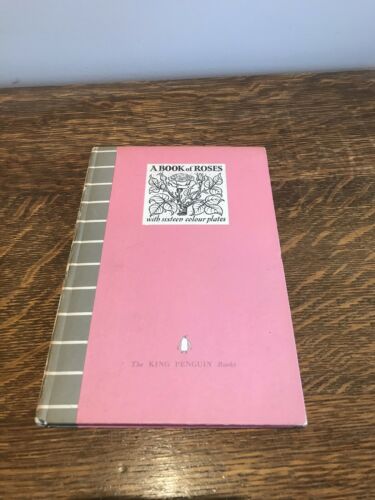 A BOOK of ROSES
with sixteen colour plates
The KING PENGUIN Books